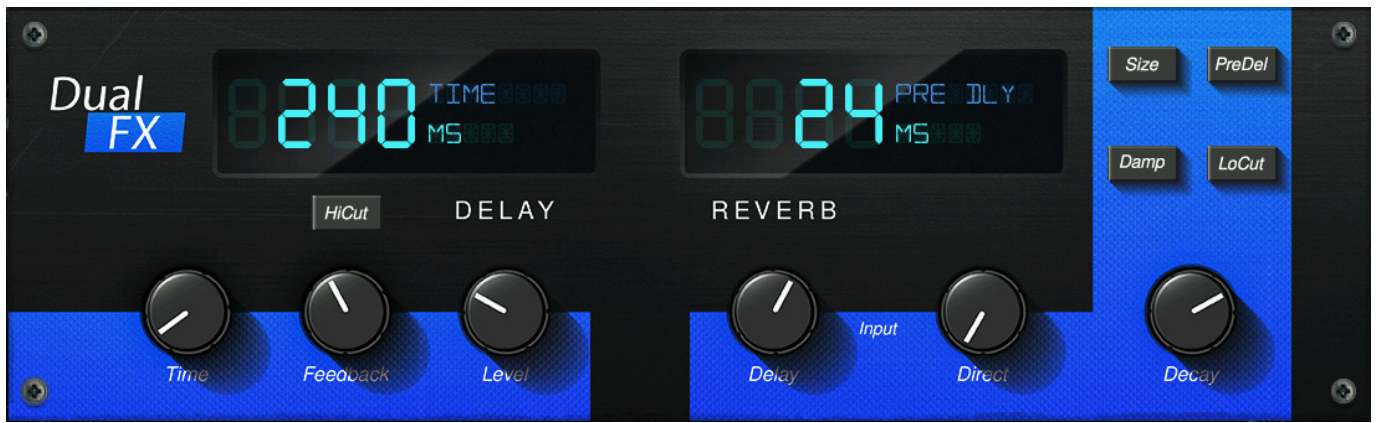 Dual
FX
240 TIME
MS
24 PRE DLY
MS
Size PreDel
Damp LoCut
HiCut
DELAY
REVERB
Input
Time
Feedback
Level
Delay
Direct
Decay